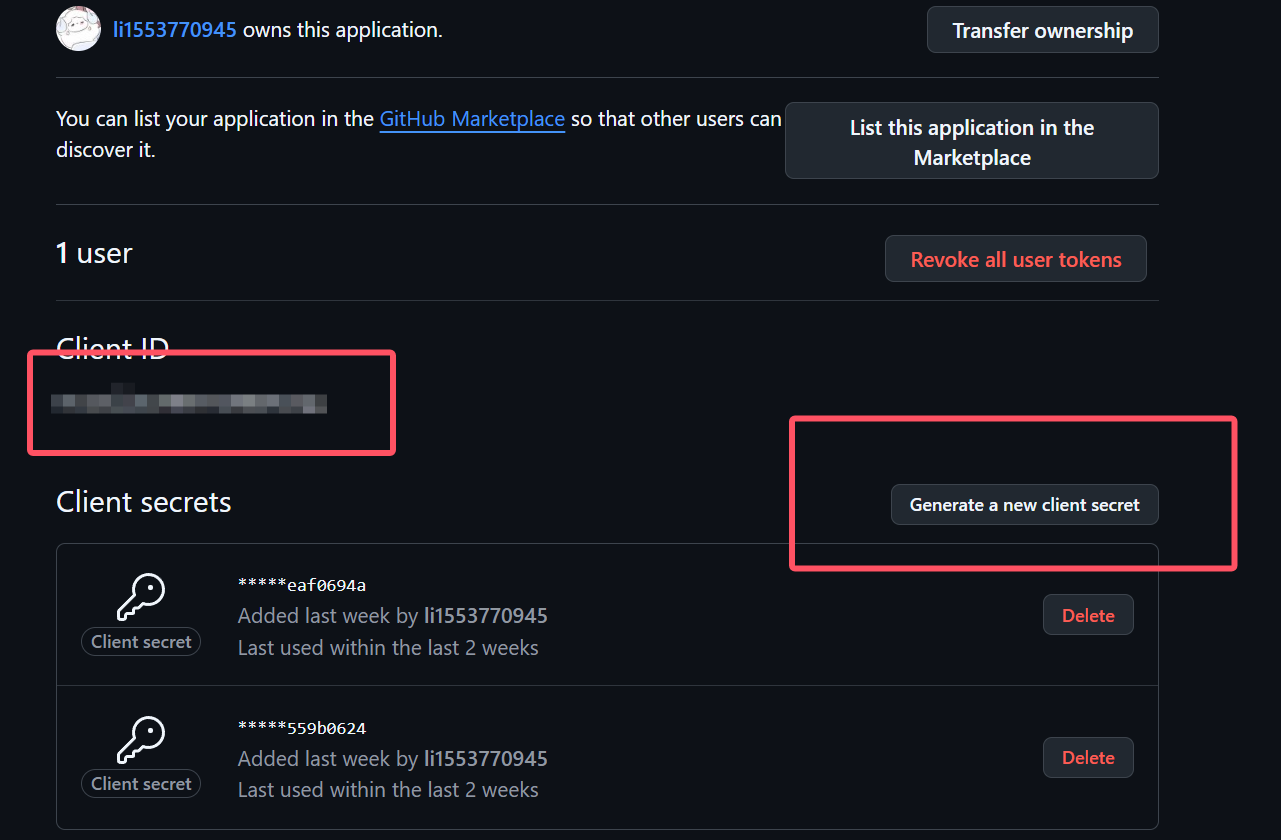 li1553770945 owns this application.
Transfer ownership
You can list your application in the GitHub Marketplace so that other users can
discover it.
List this application in the
Marketplace
1 user
Revoke all user tokens
Client ID
Client secrets
Generate a new client secret
*****eaf0694a
Added last week by li1553770945
Last used within the last 2 weeks
Client secret
Delete
*****559b0624
Added last week by li1553770945
Last used within the last 2 weeks
Client secret
Delete